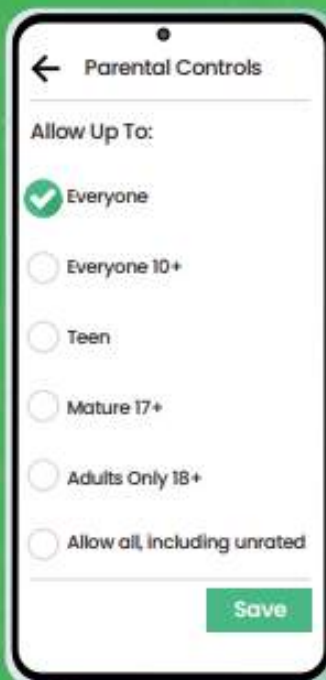 Parental Controls
Allow Up To:
Everyone
Everyone 10+
Teen
Mature 17+
Adults Only 18+
Allow all, including unrated
Save